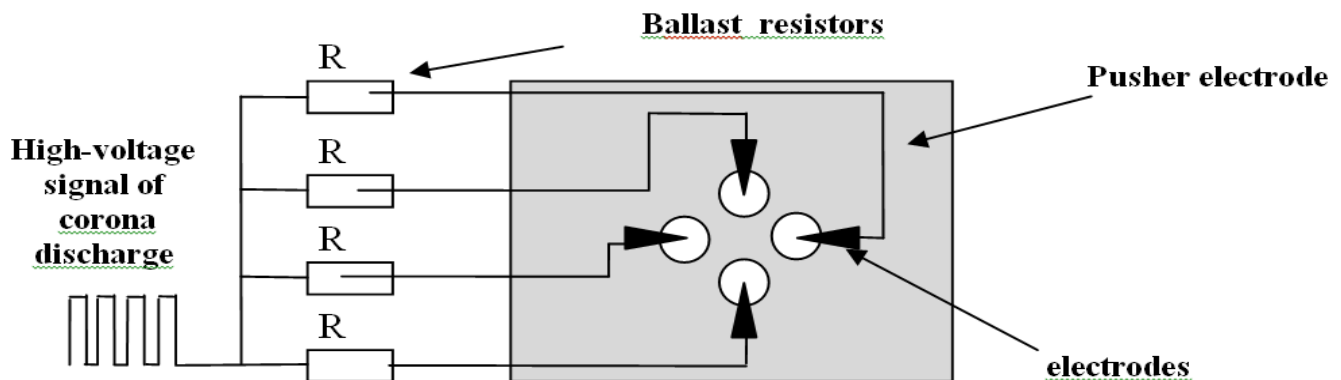 Ballast resistors
R
Pusher electrode
High-voltage
signal of
corona
discharge
R
R
R
electrodes